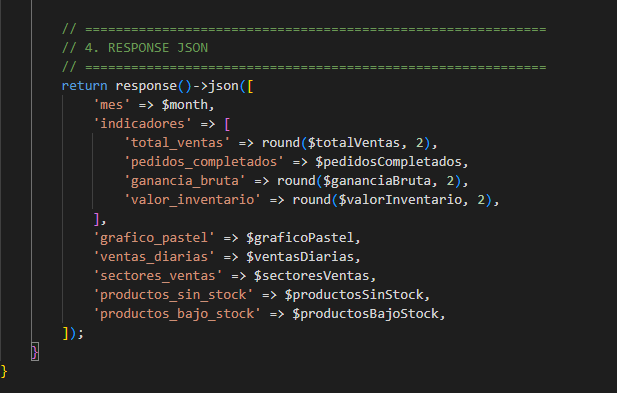 // ============================================================
// 4. RESPONSE JSON
// ============================================================
return response()->json([
'mes' => $month,
'indicadores' => [
'total_ventas' => round($totalVentas, 2),
'pedidos_completados' => $pedidosCompletados,
'ganancia_bruta' => round($gananciaBruta, 2),
'valor_inventario' => round($valorInventario, 2),
],
'grafico_pastel' => $graficoPastel,
'ventas_diarias' => $ventasDiarias,
'sectores_ventas' => $sectoresVentas,
'productos_sin_stock' => $productosSinStock,
'productos_bajo_stock' => $productosBajoStock,
]);
}
}